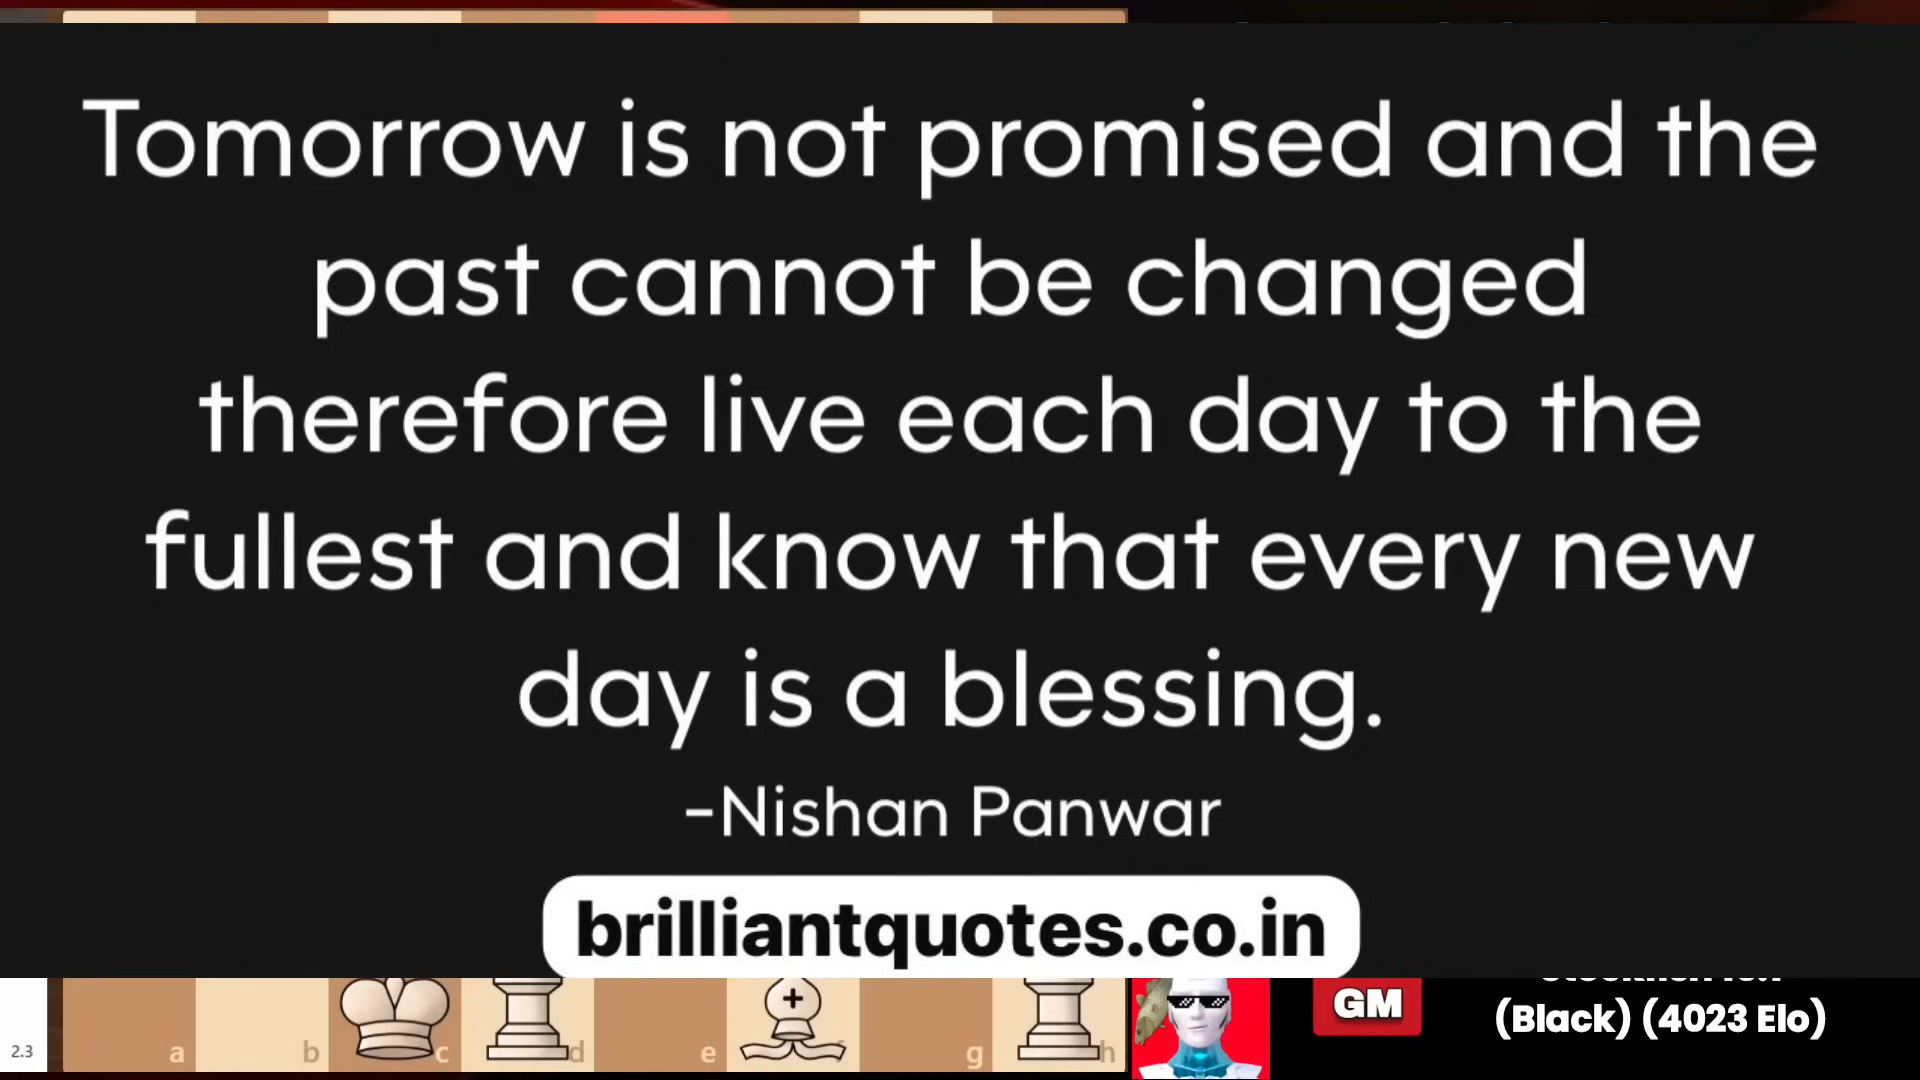 Tomorrow is not promised and the
past cannot be changed
therefore live each day to the
fullest and know that every new
day is a blessing.
-Nishan Panwar
brilliantquotes.co.in
2.3
a b c d e f g h
GM
(Black) (4023 Elo)